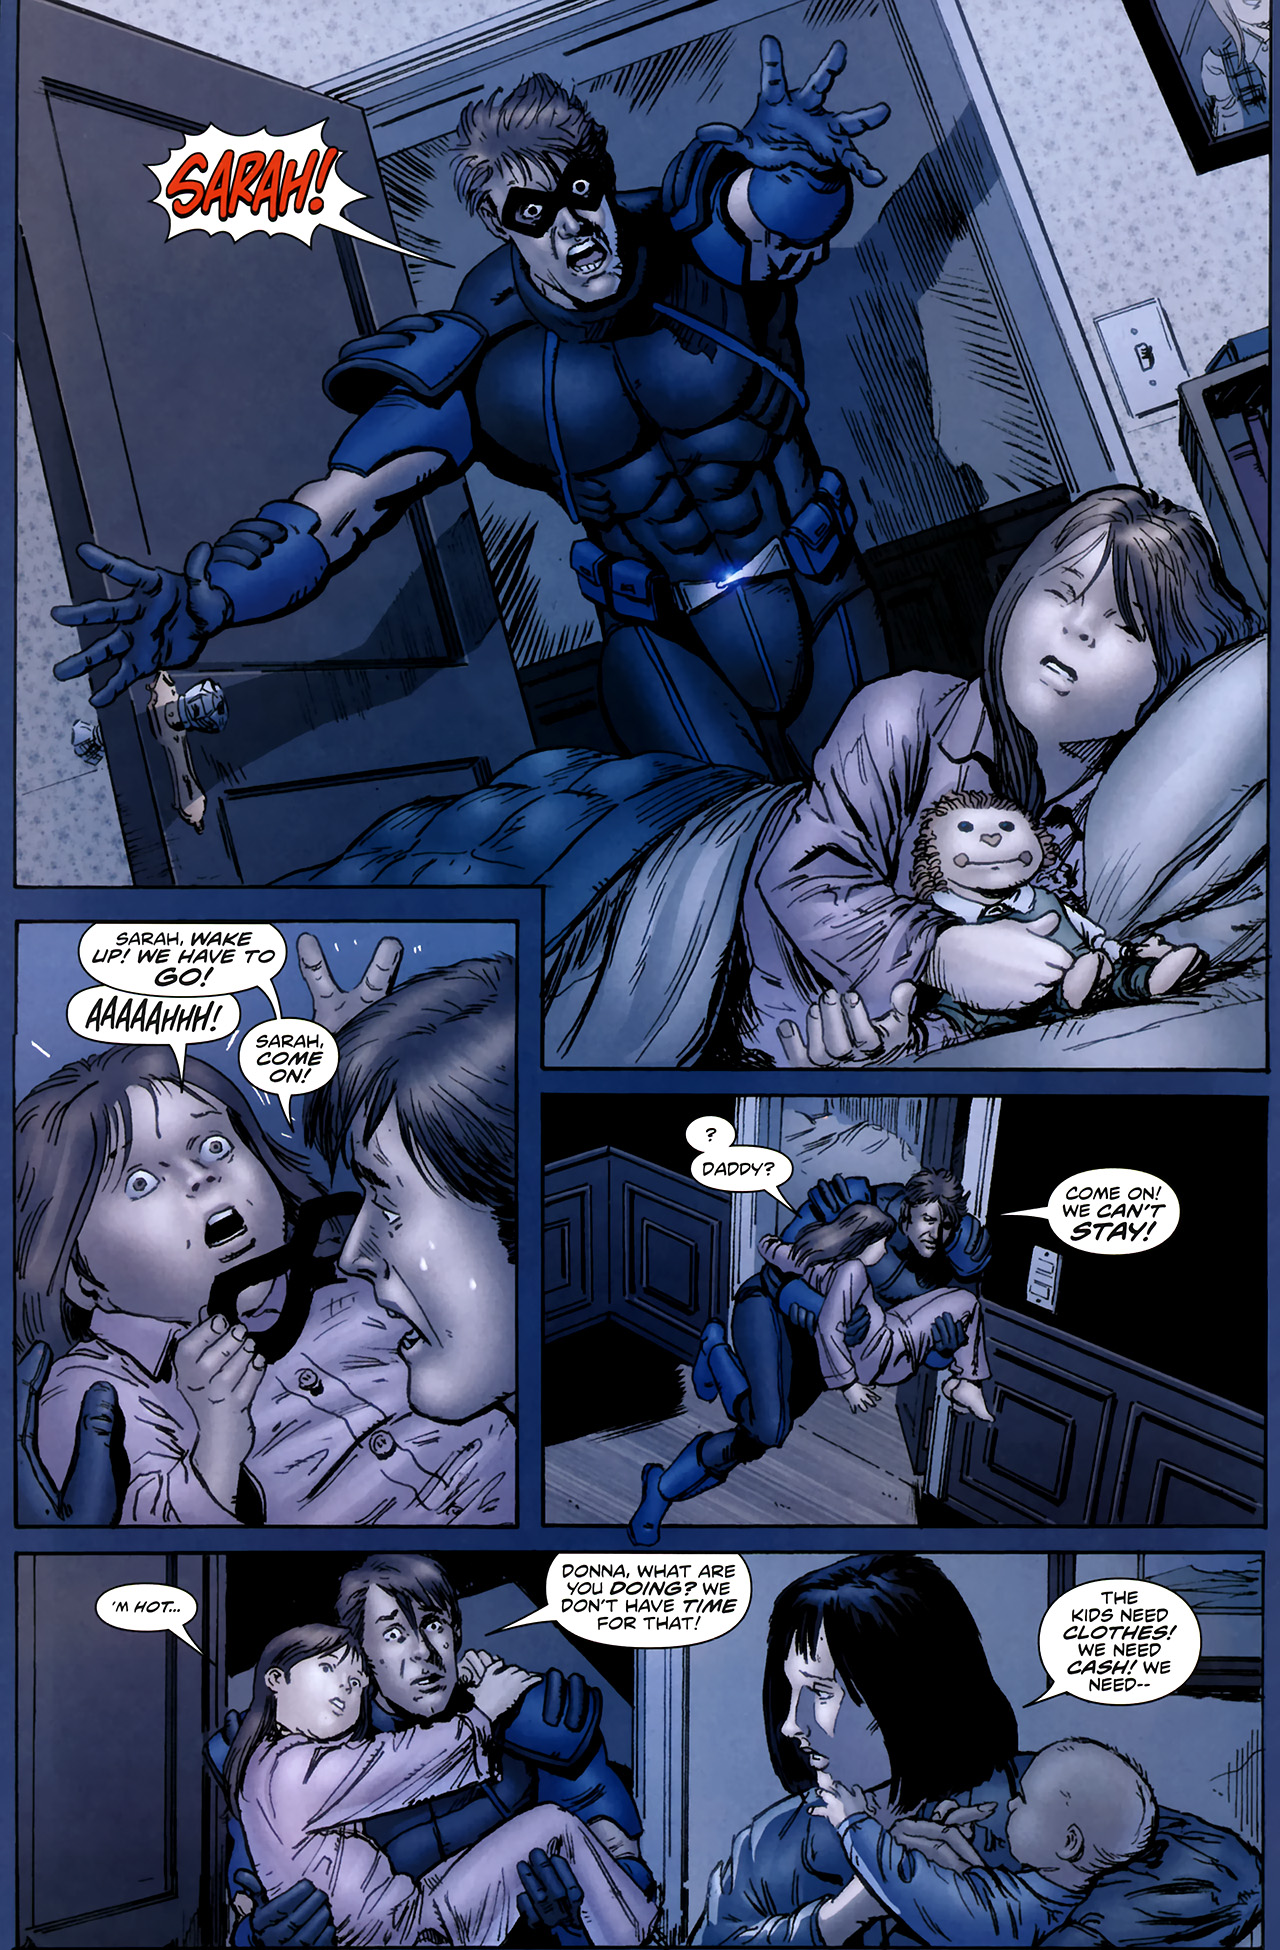 SARAH!
SARAH, WAKE
UP! WE HAVE TO
GO!
AAAAAHHH!
SARAH,
COME
ON!
?
DADDY?
COME ON!
WE CAN'T
STAY!
'M HOT...
DONNA, WHAT ARE
YOU DOING? WE
DON'T HAVE TIME
FOR THAT!
THE
KIDS NEED
CLOTHES!
WE NEED
CASH! WE
NEED--